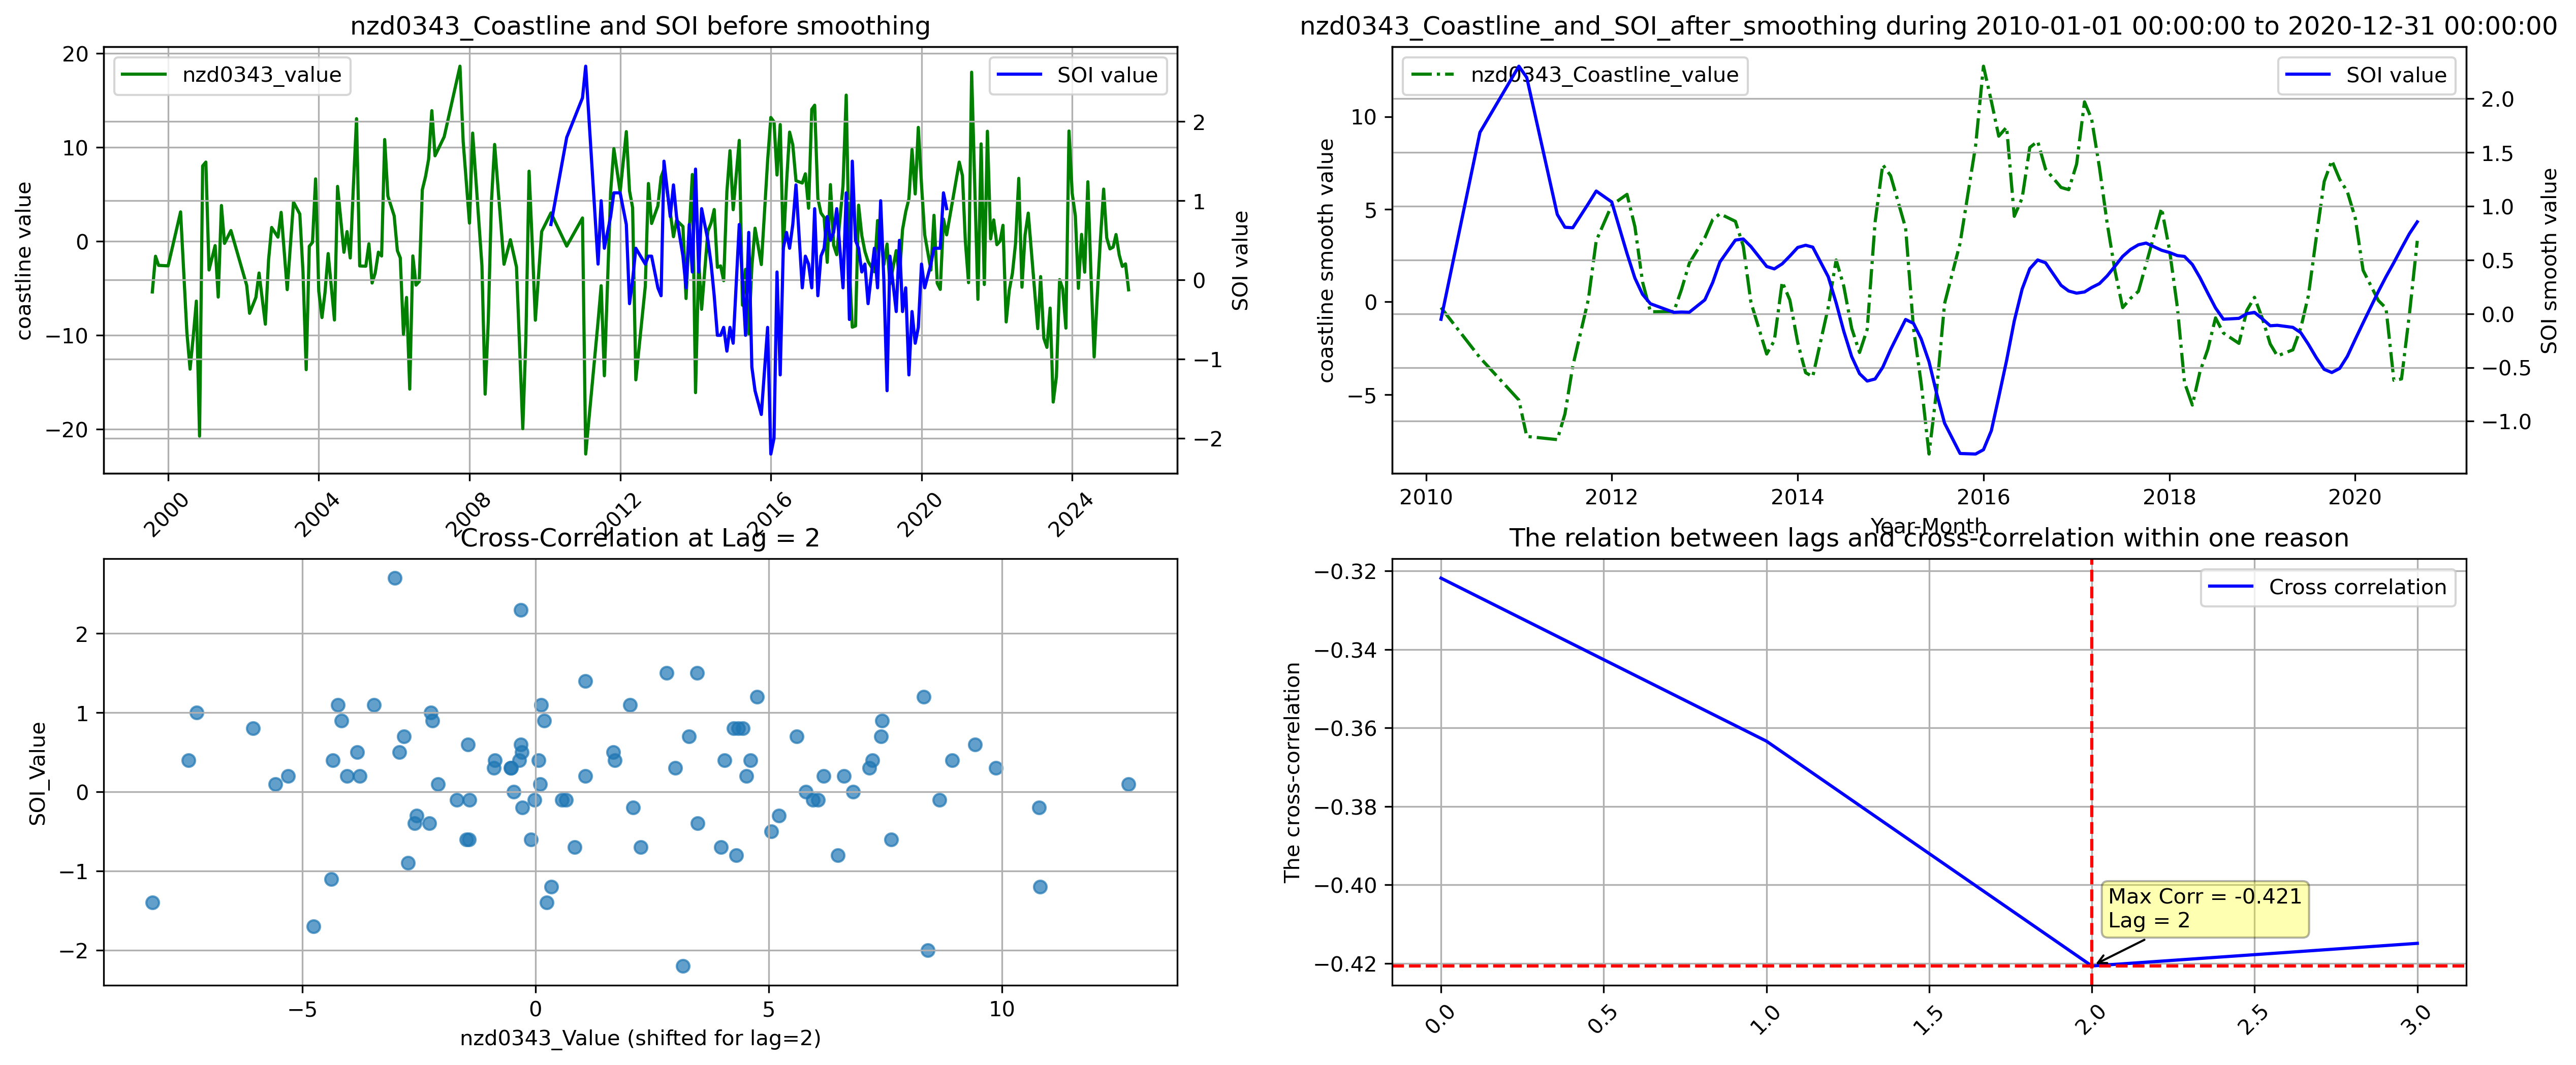 nzd0343_Coastline and SOI before smoothing
nzd0343_value
SOI value
coastline value
20
10
0
−10
−20
2
1
0
−1
−2
SOI value
2000
2004
2008
2012
2016
2020
2024
nzd0343_Coastline_and_SOI_after_smoothing during 2010-01-01 00:00:00 to 2020-12-31 00:00:00
nzd0343_Coastline_value
SOI value
coastline smooth value
10
5
0
−5
2.0
1.5
1.0
0.5
0.0
−0.5
−1.0
SOI smooth value
2010
2012
2014
2016
2018
2020
Year-Month
Cross-Correlation at Lag = 2
SOI_Value
2
1
0
−1
−2
−5
0
5
10
nzd0343_Value (shifted for lag=2)
The relation between lags and cross-correlation within one reason
Cross correlation
The cross-correlation
−0.32
−0.34
−0.36
−0.38
−0.40
−0.42
Max Corr = -0.421
Lag = 2
0.0
0.5
1.0
1.5
2.0
2.5
3.0